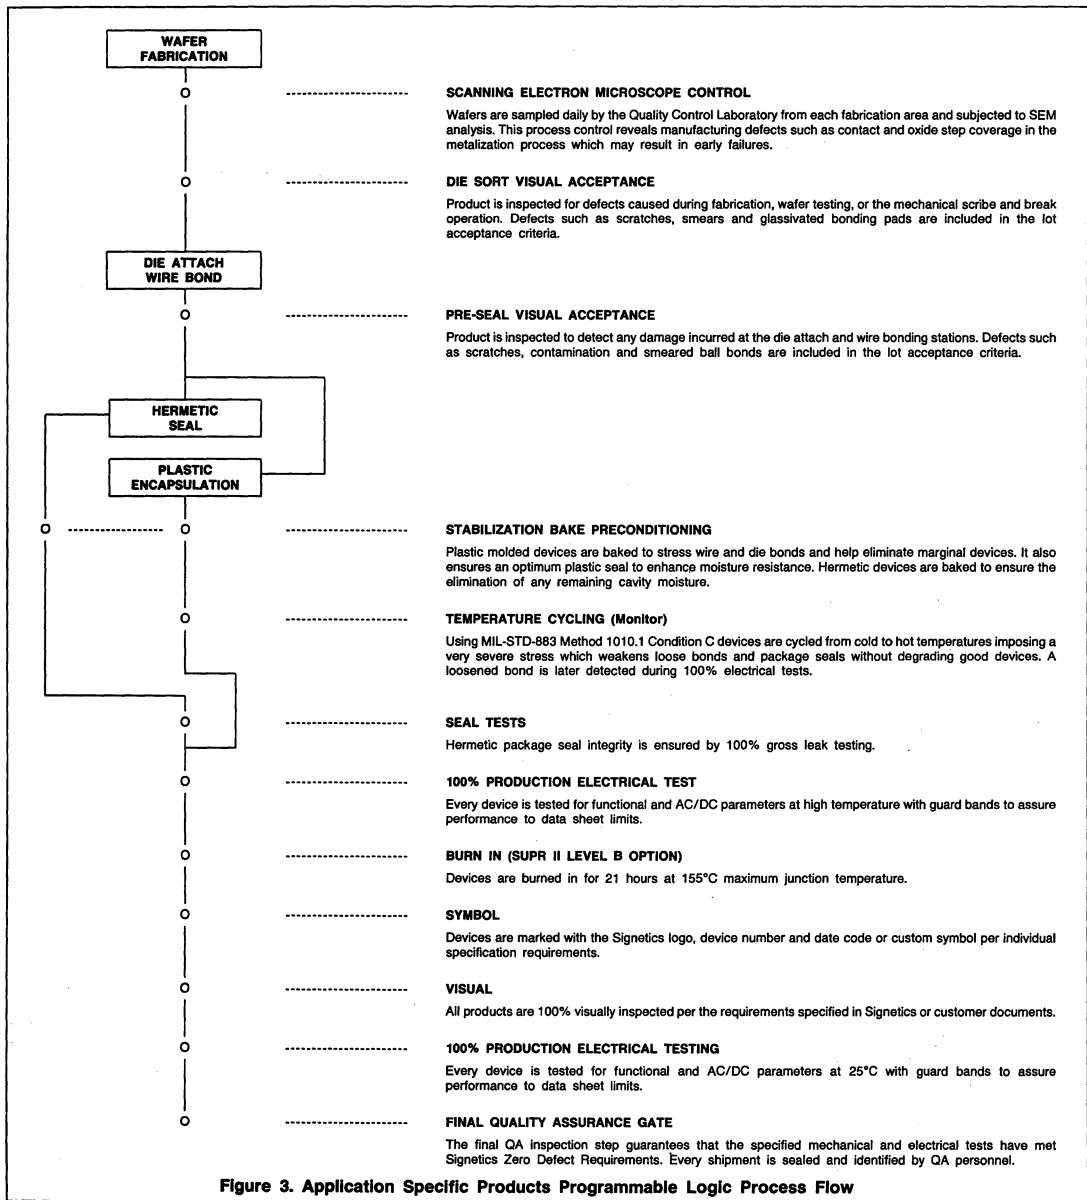 WAFER
FABRICATION
SCANNING ELECTRON MICROSCOPE CONTROL
Wafers are sampled daily by the Quality Control Laboratory from each fabrication area and subjected to SEM
analysis. This process control reveals manufacturing defects such as contact and oxide step coverage in the
metalization process which may result in early failures.
DIE SORT VISUAL ACCEPTANCE
Product is inspected for defects caused during fabrication, wafer testing, or the mechanical scribe and break
operation. Defects such as scratches, smears and glassivated bonding pads are included in the lot
acceptance criteria.
DIE ATTACH
WIRE BOND
PRE-SEAL VISUAL ACCEPTANCE
Product is inspected to detect any damage incurred at the die attach and wire bonding stations. Defects such
as scratches, contamination and smeared ball bonds are included in the lot acceptance criteria.
HERMETIC
SEAL
PLASTIC
ENCAPSULATION
STABILIZATION BAKE PRECONDITIONING
Plastic molded devices are baked to stress wire and die bonds and help eliminate marginal devices. It also
ensures an optimum plastic seal to enhance moisture resistance. Hermetic devices are baked to ensure the
elimination of any remaining cavity moisture.
TEMPERATURE CYCLING (Monitor)
Using MIL-STD-883 Method 1010.1 Condition C devices are cycled from cold to hot temperatures imposing a
very severe stress which weakens loose bonds and package seals without degrading good devices. A
loosened bond is later detected during 100% electrical tests.
SEAL TESTS
Hermetic package seal integrity is ensured by 100% gross leak testing.
100% PRODUCTION ELECTRICAL TEST
Every device is tested for functional and AC/DC parameters at high temperature with guard bands to assure
performance to data sheet limits.
BURN IN (SUPR II LEVEL B OPTION)
Devices are burned in for 21 hours at 155°C maximum junction temperature.
SYMBOL
Devices are marked with the Signetics logo, device number and date code or custom symbol per individual
specification requirements.
VISUAL
All products are 100% visually inspected per the requirements specified in Signetics or customer documents.
100% PRODUCTION ELECTRICAL TESTING
Every device is tested for functional and AC/DC parameters at 25°C with guard bands to assure
performance to data sheet limits.
FINAL QUALITY ASSURANCE GATE
The final QA inspection step guarantees that the specified mechanical and electrical tests have met
Signetics Zero Defect Requirements. Every shipment is sealed and identified by QA personnel.
Figure 3. Application Specific Products Programmable Logic Process Flow